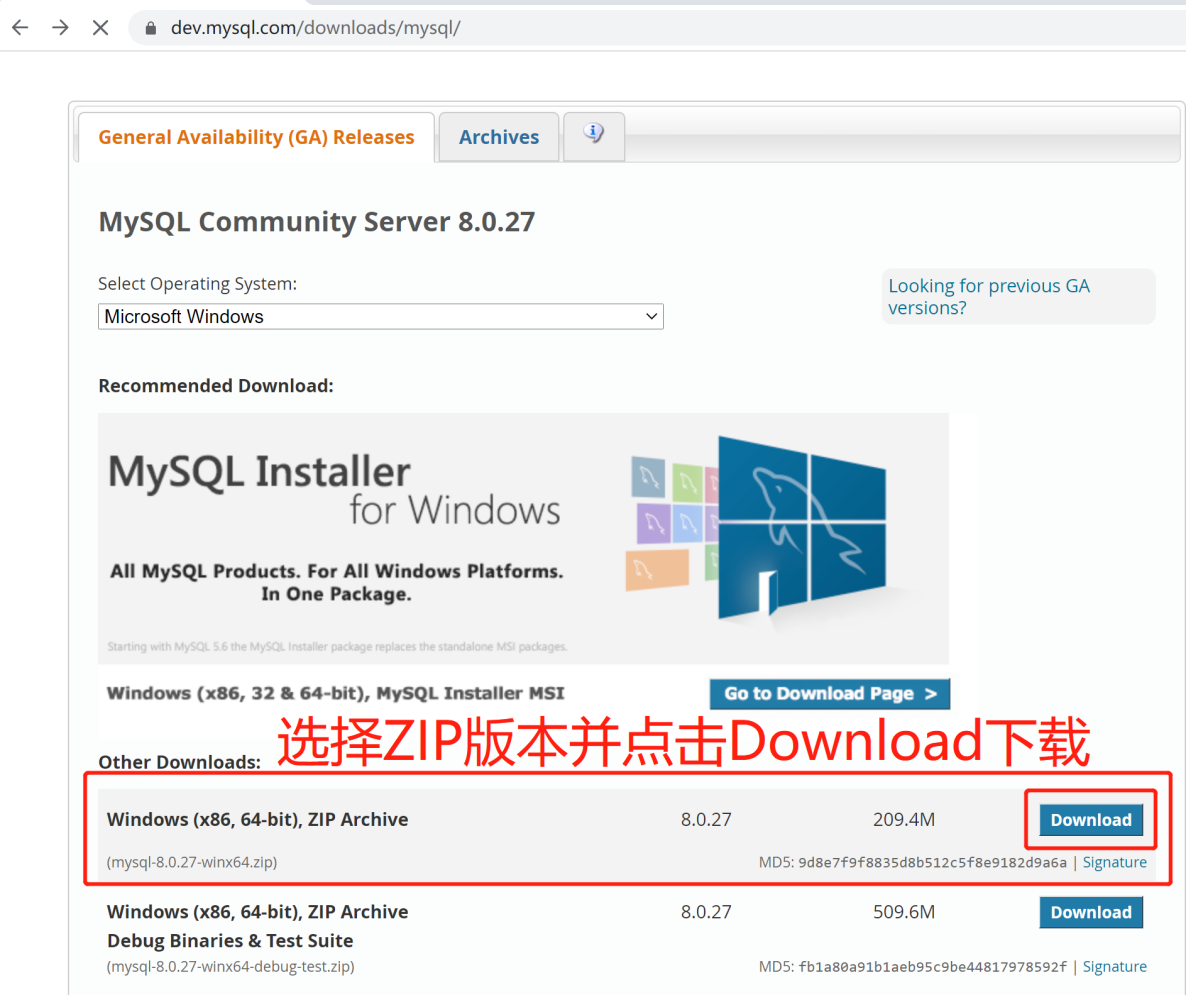 dev.mysql.com/downloads/mysql/
General Availability (GA) Releases
Archives
MySQL Community Server 8.0.27
Select Operating System:
Looking for previous GA
versions?
Microsoft Windows
Recommended Download:
MySQL Installer
for Windows
All MySQL Products. For All Windows Platforms.
In One Package.
Starting with MySQL 5.6 the MySQL Installer package replaces the standalone MSI packages.
Windows (x86, 32 & 64-bit), MySQL Installer MSI
Go to Download Page >
选择ZIP版本并点击Download下载
Other Downloads:
Windows (x86, 64-bit), ZIP Archive
8.0.27
209.4M
Download
(mysql-8.0.27-winx64.zip)
MD5: 9d8e7f9f8835d8b512c5f8e9182d9a6a | Signature
Windows (x86, 64-bit), ZIP Archive
8.0.27
509.6M
Download
Debug Binaries & Test Suite
(mysql-8.0.27-winx64-debug-test.zip)
MD5: fb1a80a91b1aeb95c9be44817978592f | Signature